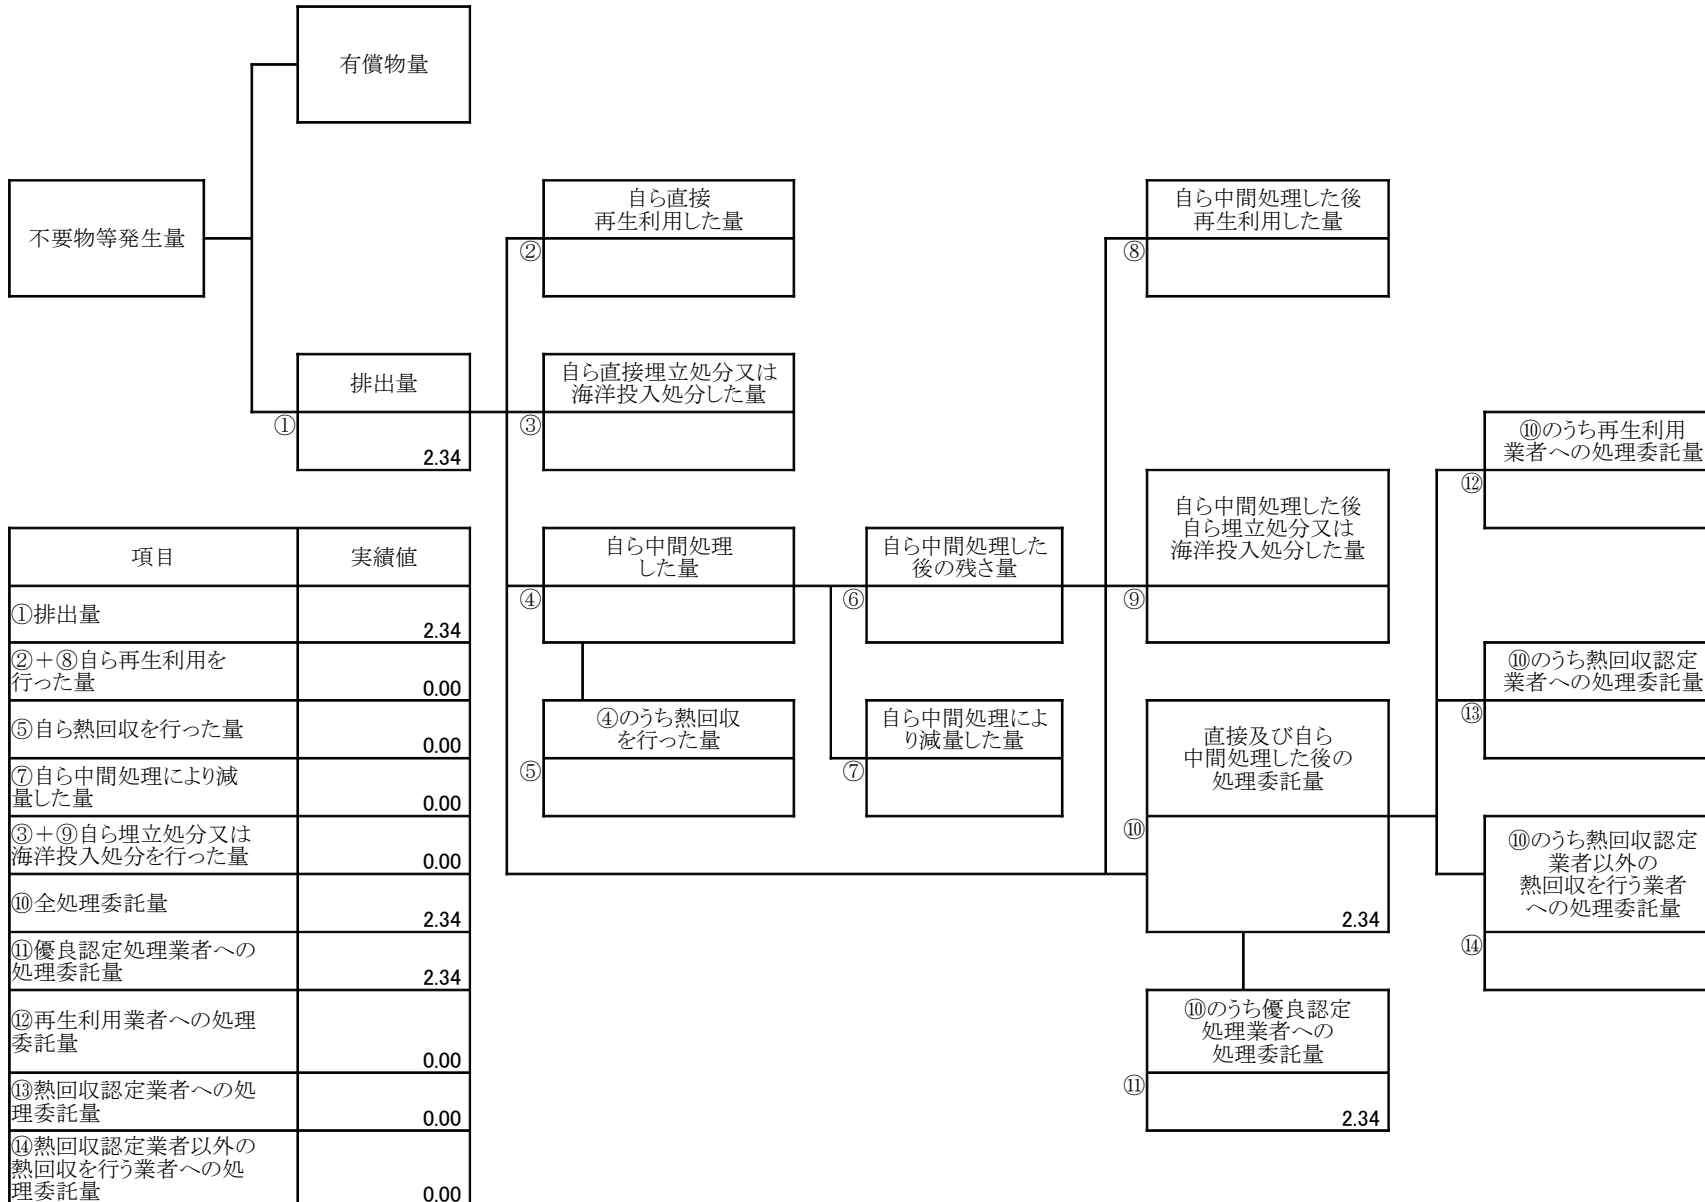 有償物量
不要物等発生量
自ら直接
再生利用した量
②
自ら中間処理した後
再生利用した量
⑧
排出量
①
2.34
自ら直接埋立処分又は
海洋投入処分した量
③
⑩のうち再生利用
業者への処理委託量
⑫
自ら中間処理
した量
④
自ら中間処理した
後の残さ量
⑥
自ら中間処理した後
自ら埋立処分又は
海洋投入処分した量
⑨
⑩のうち熱回収認定
業者への処理委託量
⑬
④のうち熱回収
を行った量
⑤
自ら中間処理によ
り減量した量
⑦
直接及び自ら
中間処理した後の
処理委託量
⑩
2.34
⑩のうち熱回収認定
業者以外の
熱回収を行う業者
への処理委託量
⑭
⑩のうち優良認定
処理業者への
処理委託量
⑪
2.34
項目 実績値
①排出量 2.34
②+⑧自ら再生利用を
行った量 0.00
⑤自ら熱回収を行った量 0.00
⑦自ら中間処理により減
量した量 0.00
③+⑨自ら埋立処分又は
海洋投入処分を行った量 0.00
⑩全処理委託量 2.34
⑪優良認定処理業者への
処理委託量 2.34
⑫再生利用業者への処理
委託量 0.00
⑬熱回収認定業者への処
理委託量 0.00
⑭熱回収認定業者以外の
熱回収を行う業者への処
理委託量 0.00